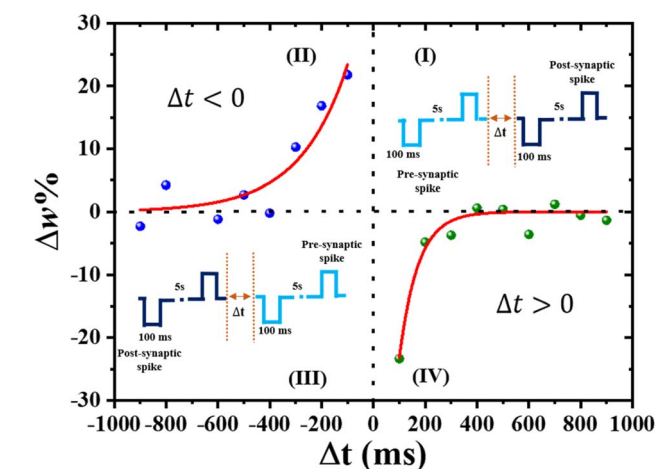 30
20
10
0
-10
-20
-30
Δw%
(II)
(I)
Δt < 0
Post-synaptic
spike
5s
5s
Δt
100 ms
100 ms
Pre-synaptic
spike
Pre-synaptic
spike
5s
5s
Δt
100 ms
100 ms
Post-synaptic
spike
Δt > 0
(III)
(IV)
-1000 -800 -600 -400 -200 0 200 400 600 800 1000
Δt (ms)